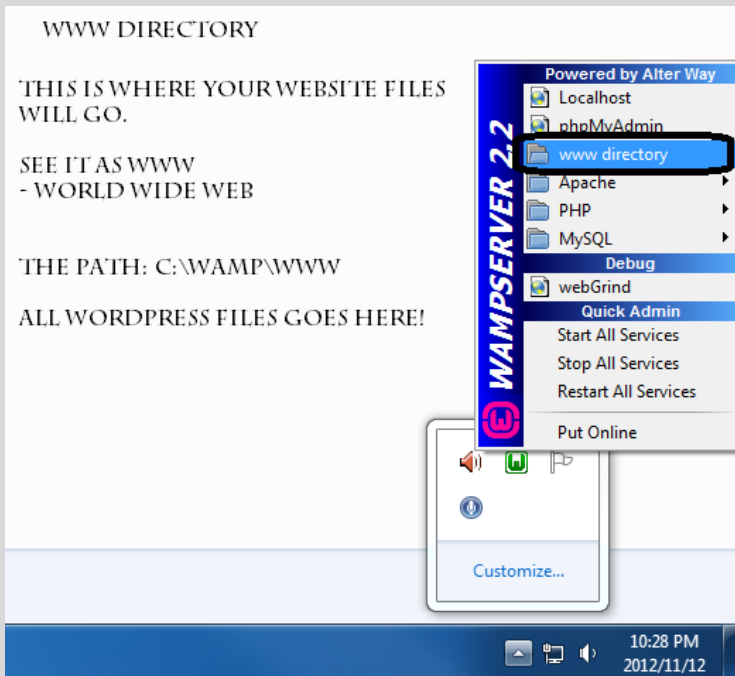 WWW DIRECTORY
THIS IS WHERE YOUR WEBSITE FILES
WILL GO.
SEE IT AS WWW
- WORLD WIDE WEB
THE PATH: C:\WAMP\WWW
ALL WORDPRESS FILES GOES HERE!
WAMPSERVER 2.2
Powered by Alter Way
Localhost
phpMyAdmin
www directory
Apache
PHP
MySQL
Debug
webGrind
Quick Admin
Start All Services
Stop All Services
Restart All Services
Put Online
Customize...
10:28 PM
2012/11/12